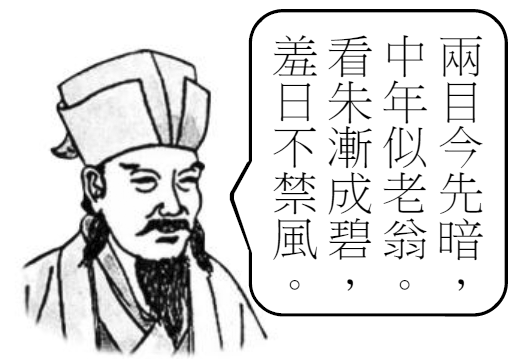 兩目今先暗，
中年似老翁。
看朱漸成碧，
羞日不禁風。